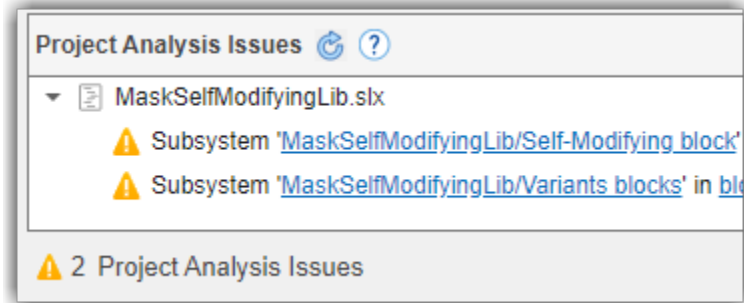 Project Analysis Issues ?
MaskSelfModifyingLib.slx
Subsystem 'MaskSelfModifyingLib/Self-Modifying block'
Subsystem 'MaskSelfModifyingLib/Variants blocks' in
2 Project Analysis Issues